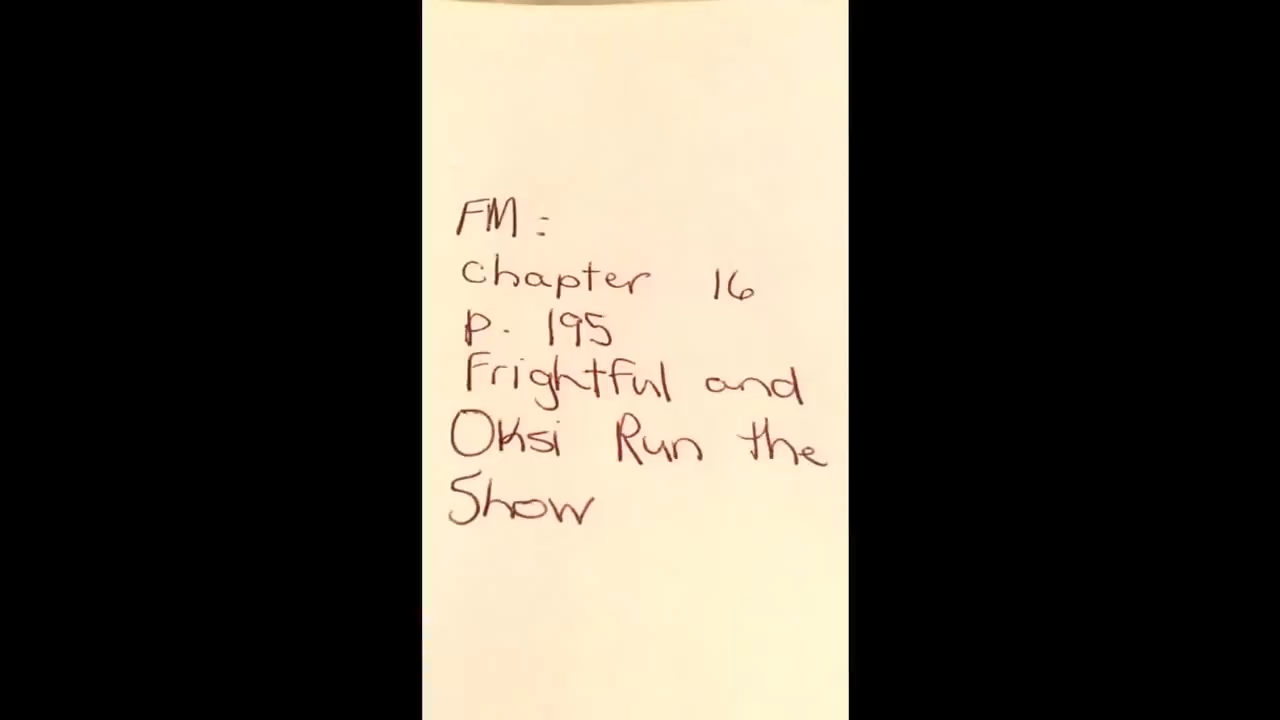 FM:
chapter 16
p. 195
Frightful and
Oksi Run the
Show